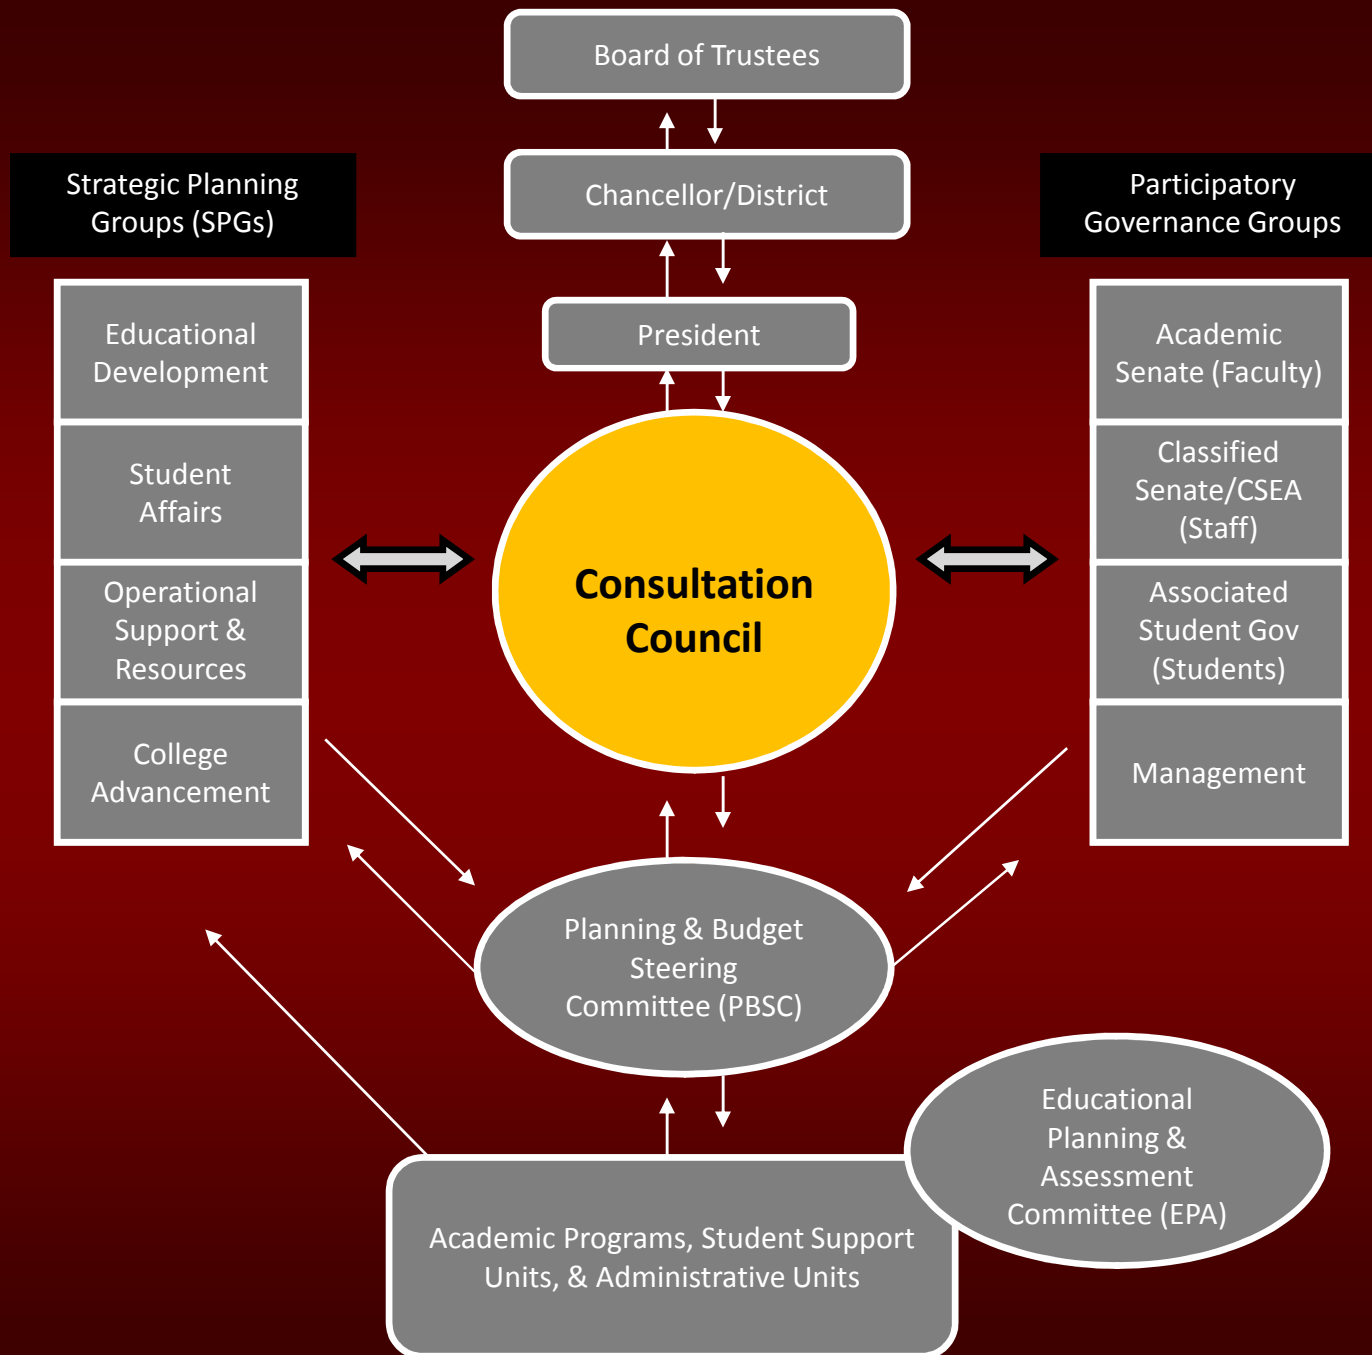 Board of Trustees
Chancellor/District
President
Strategic Planning
Groups (SPGs)
Educational
Development
Student
Affairs
Operational
Support &
Resources
College
Advancement
Participatory
Governance Groups
Academic
Senate (Faculty)
Classified
Senate/CSEA
(Staff)
Associated
Student Gov
(Students)
Management
Consultation
Council
Planning & Budget
Steering
Committee (PBSC)
Educational
Planning &
Assessment
Committee (EPA)
Academic Programs, Student Support
Units, & Administrative Units